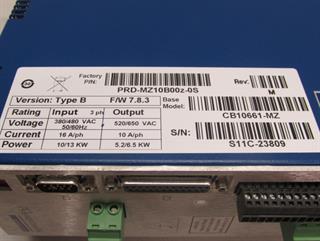 Factory P/N:
PRD-MZ10B00z-0S
Rev:
M
Version: Type B F/W 7.8.3
Base Model:
CB10661-MZ
Rating Input 3 ph Output
Voltage 380/480 VAC 50/60Hz 520/650 VAC
Current 16 A/ph 10 A/ph
Power 10/13 KW 5.2/6.5 KW
S/N:
S11C-23809